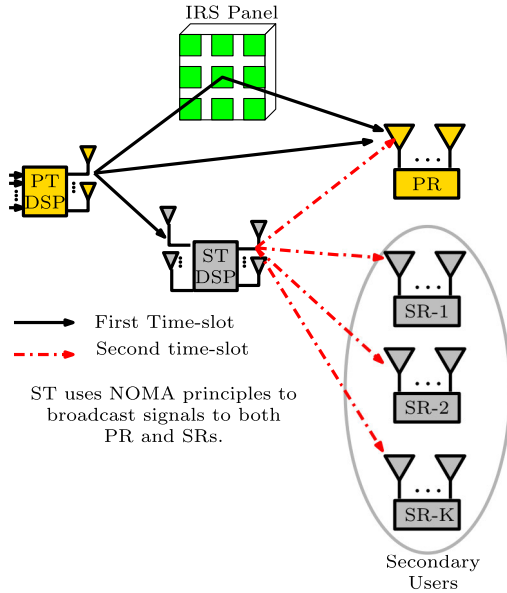 IRS Panel
PT
DSP
PR
ST
DSP
SR-1
First Time-slot
Second time-slot
SR-2
ST uses NOMA principles to
broadcast signals to both
PR and SRs.
SR-K
Secondary
Users